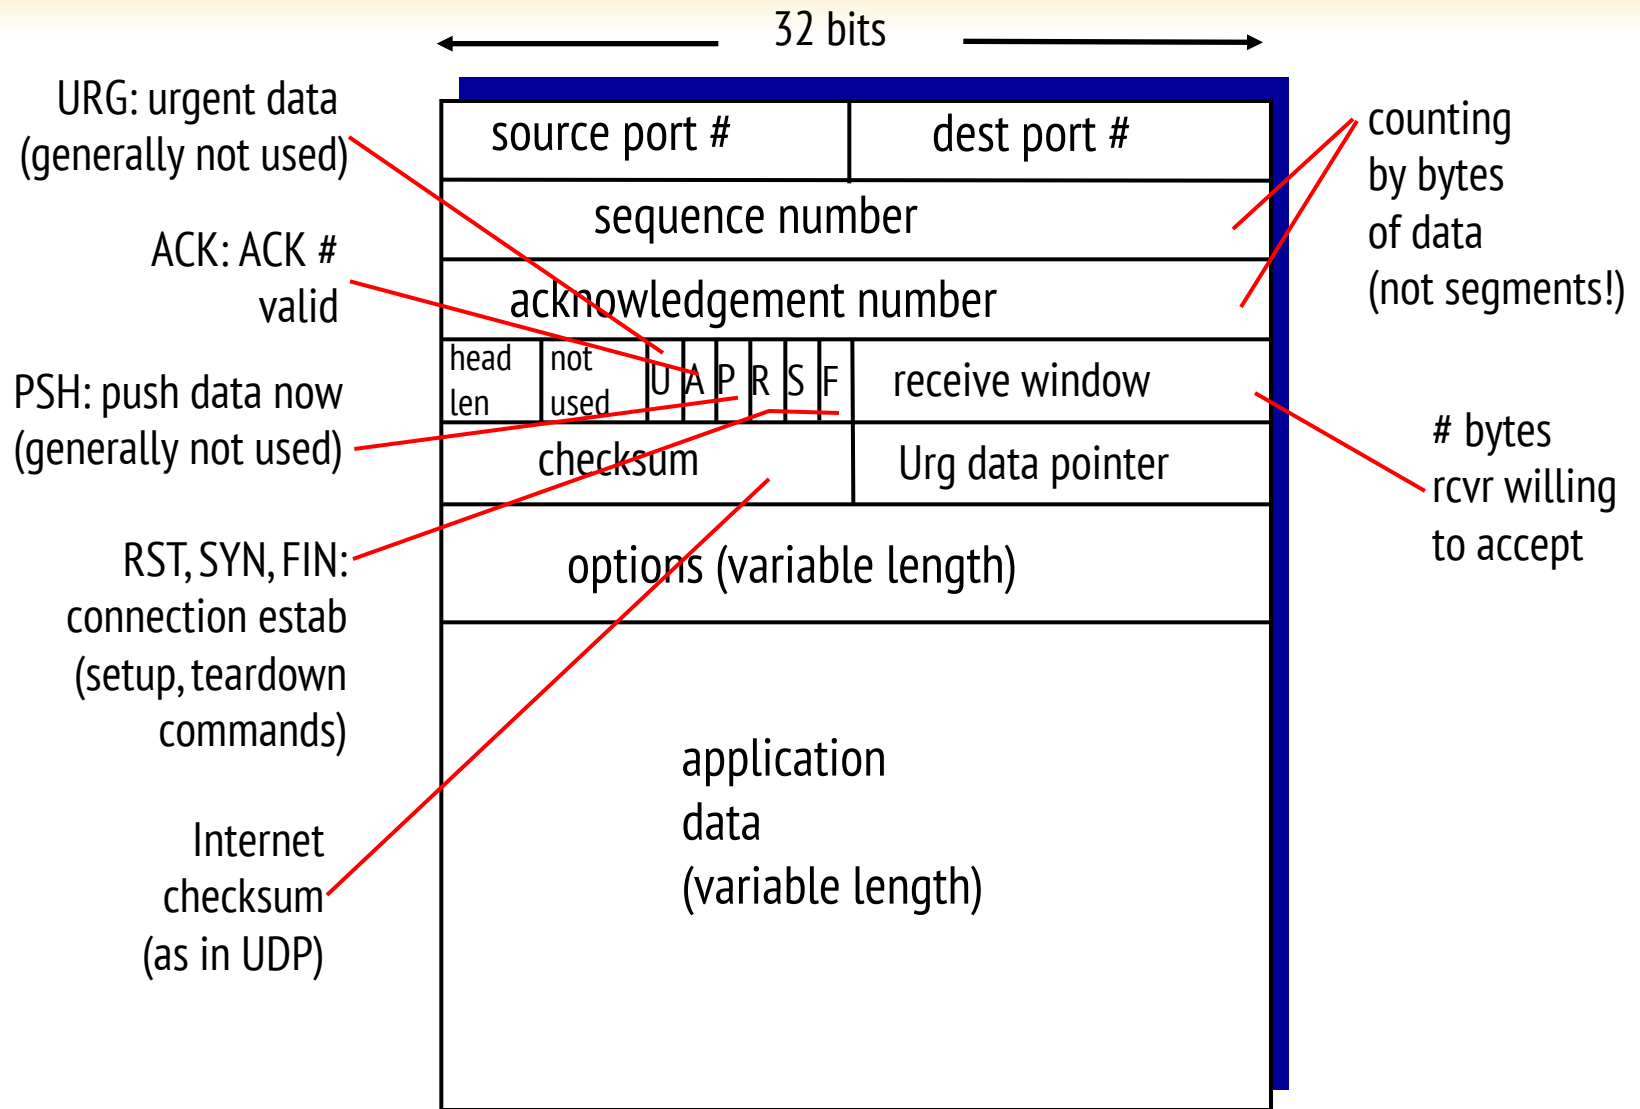 32 bits
URG: urgent data
(generally not used)
ACK: ACK #
valid
PSH: push data now
(generally not used)
RST, SYN, FIN:
connection estab
(setup, teardown
commands)
Internet
checksum
(as in UDP)
source port #
dest port #
sequence number
acknowledgement number
head
len
not
used
U
A
P
R
S
F
receive window
checksum
Urg data pointer
options (variable length)
application
data
(variable length)
counting
by bytes
of data
(not segments!)
# bytes
rcvr willing
to accept